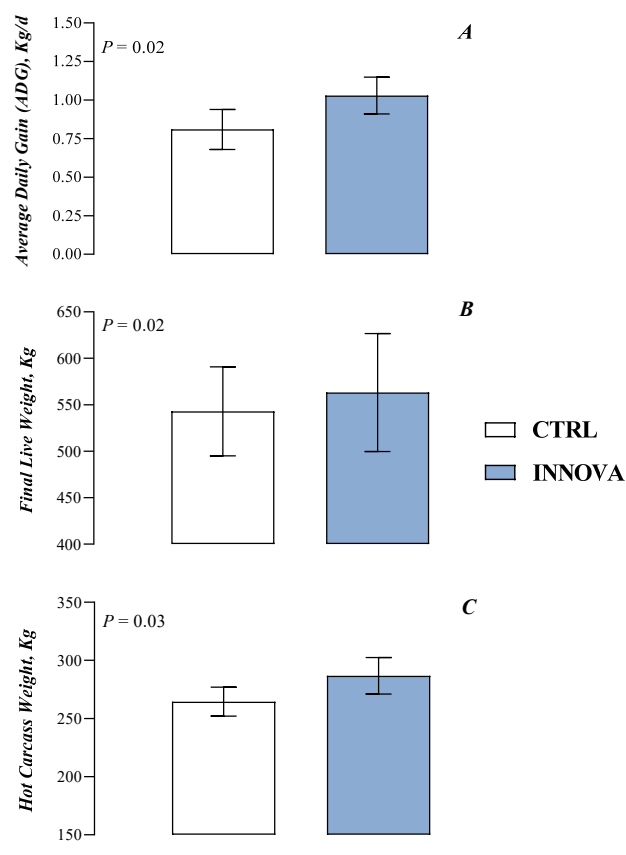 A
Average Daily Gain (ADG), Kg/d
P = 0.02
1.50
1.25
1.00
0.75
0.50
0.25
0.00
B
Final Live Weight, Kg
P = 0.02
650
600
550
500
450
400
CTRL
INNOVA
C
Hot Carcass Weight, Kg
P = 0.03
350
300
250
200
150